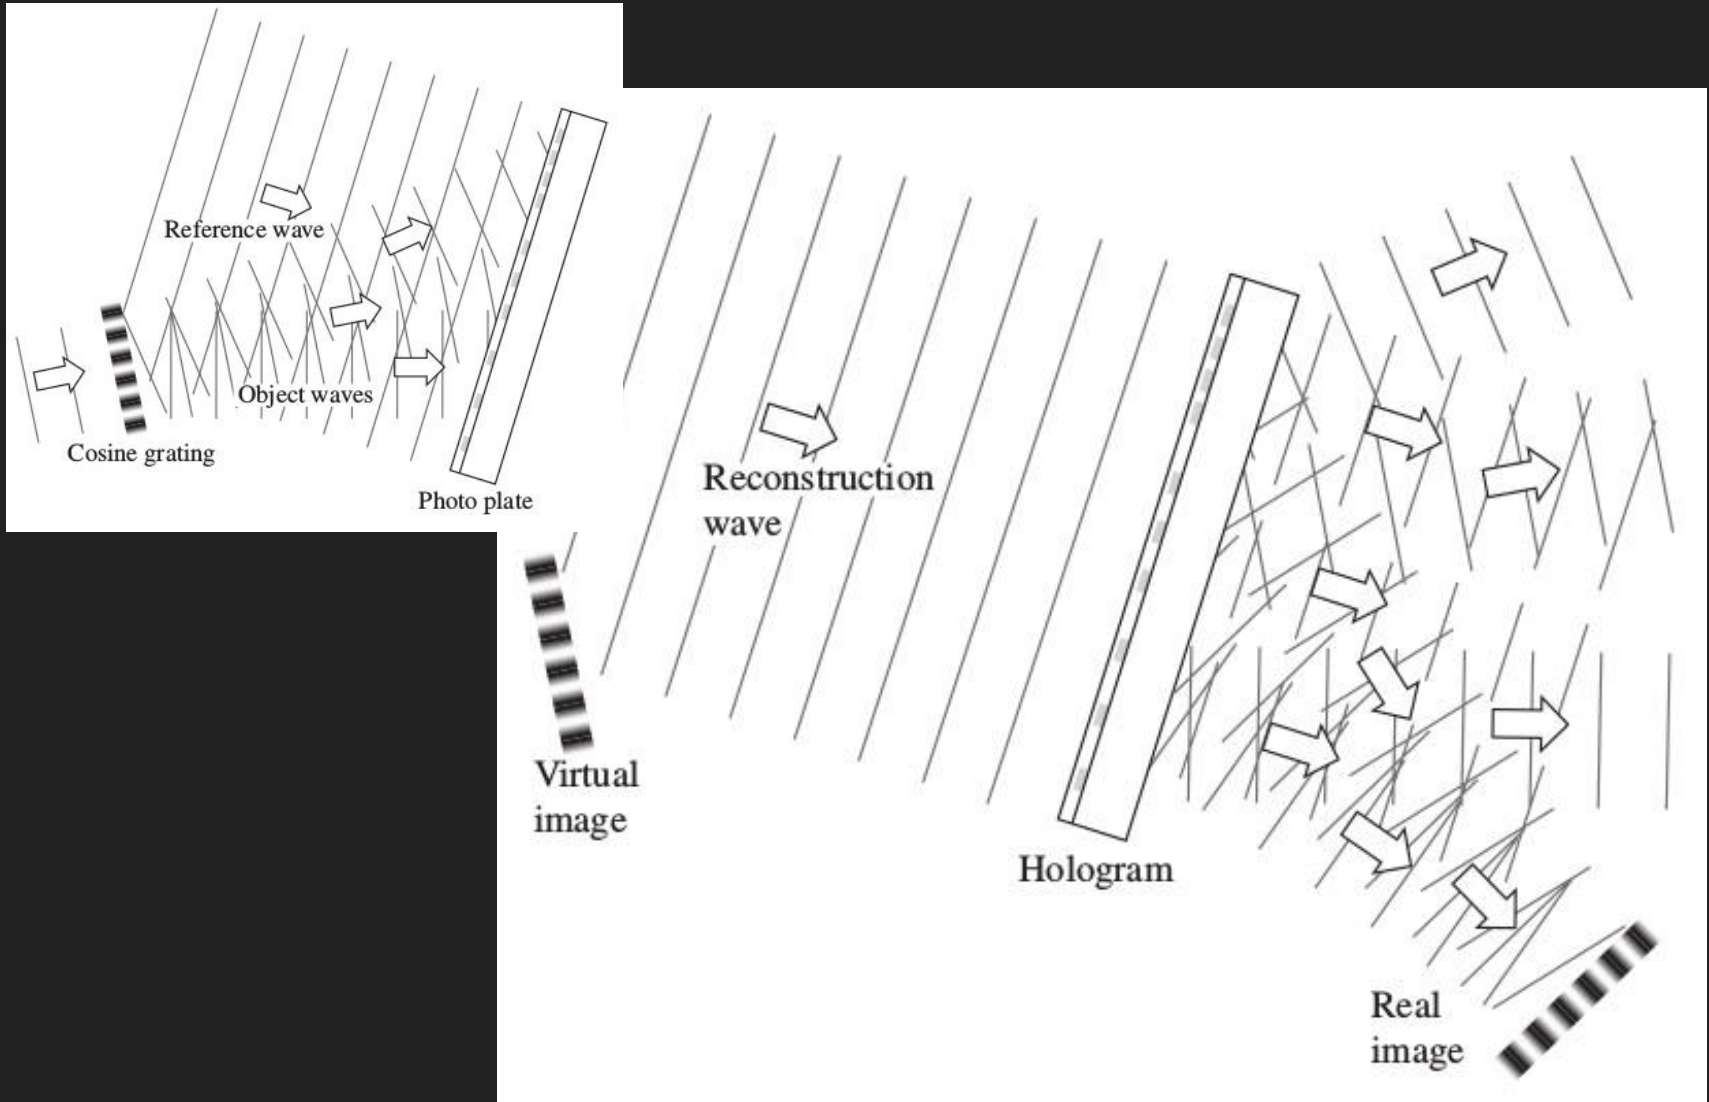 Reference wave
Object waves
Cosine grating
Photo plate
Reconstruction
wave
Virtual
image
Hologram
Real
image